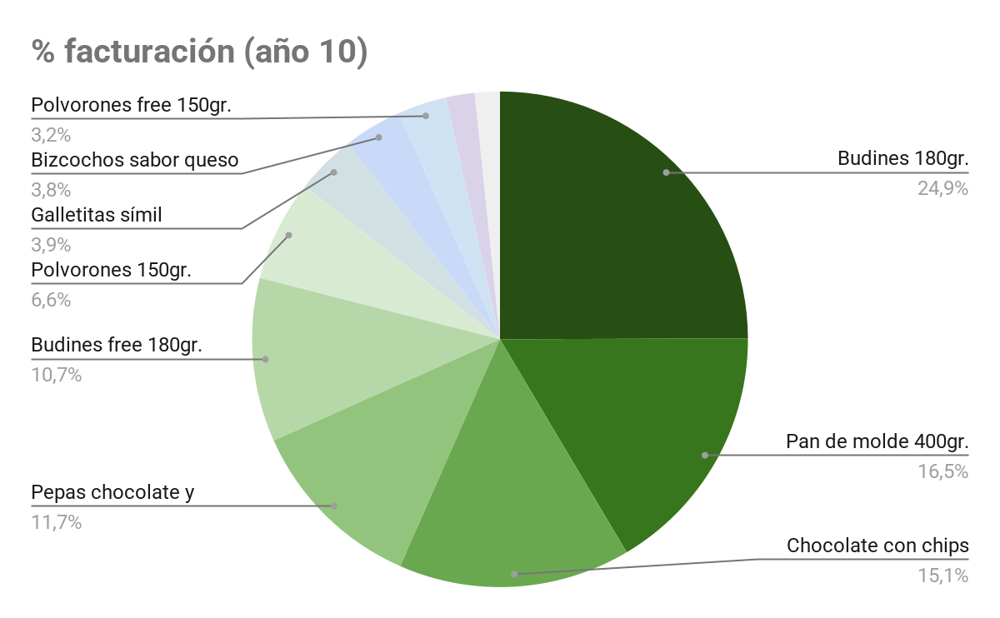 % facturación (año 10)
Polvorones free 150gr.
3,2%
Bizcochos sabor queso
3,8%
Galletitas símil
3,9%
Polvorones 150gr.
6,6%
Budines free 180gr.
10,7%
Pepas chocolate y
11,7%
Budines 180gr.
24,9%
Pan de molde 400gr.
16,5%
Chocolate con chips
15,1%